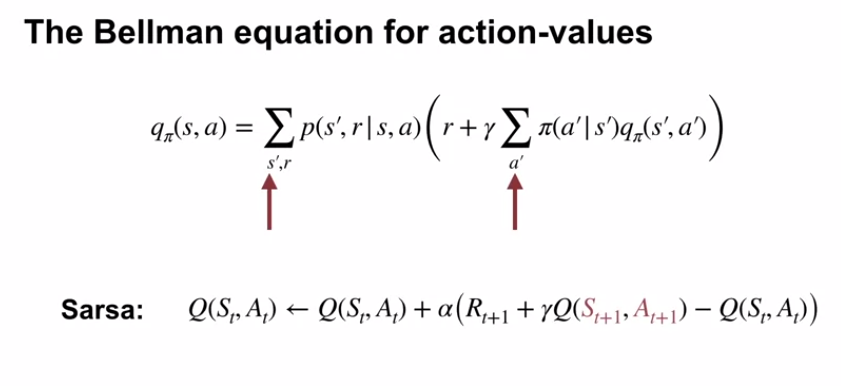 The Bellman equation for action-values
qπ(s, a) = ∑s′,r p(s′, r | s, a) ( r + γ ∑a′ π(a′ | s′)qπ(s′, a′) )
Sarsa: Q(Sₜ, Aₜ) ← Q(Sₜ, Aₜ) + α(Rₜ₊₁ + γQ(Sₜ₊₁, Aₜ₊₁) − Q(Sₜ, Aₜ))